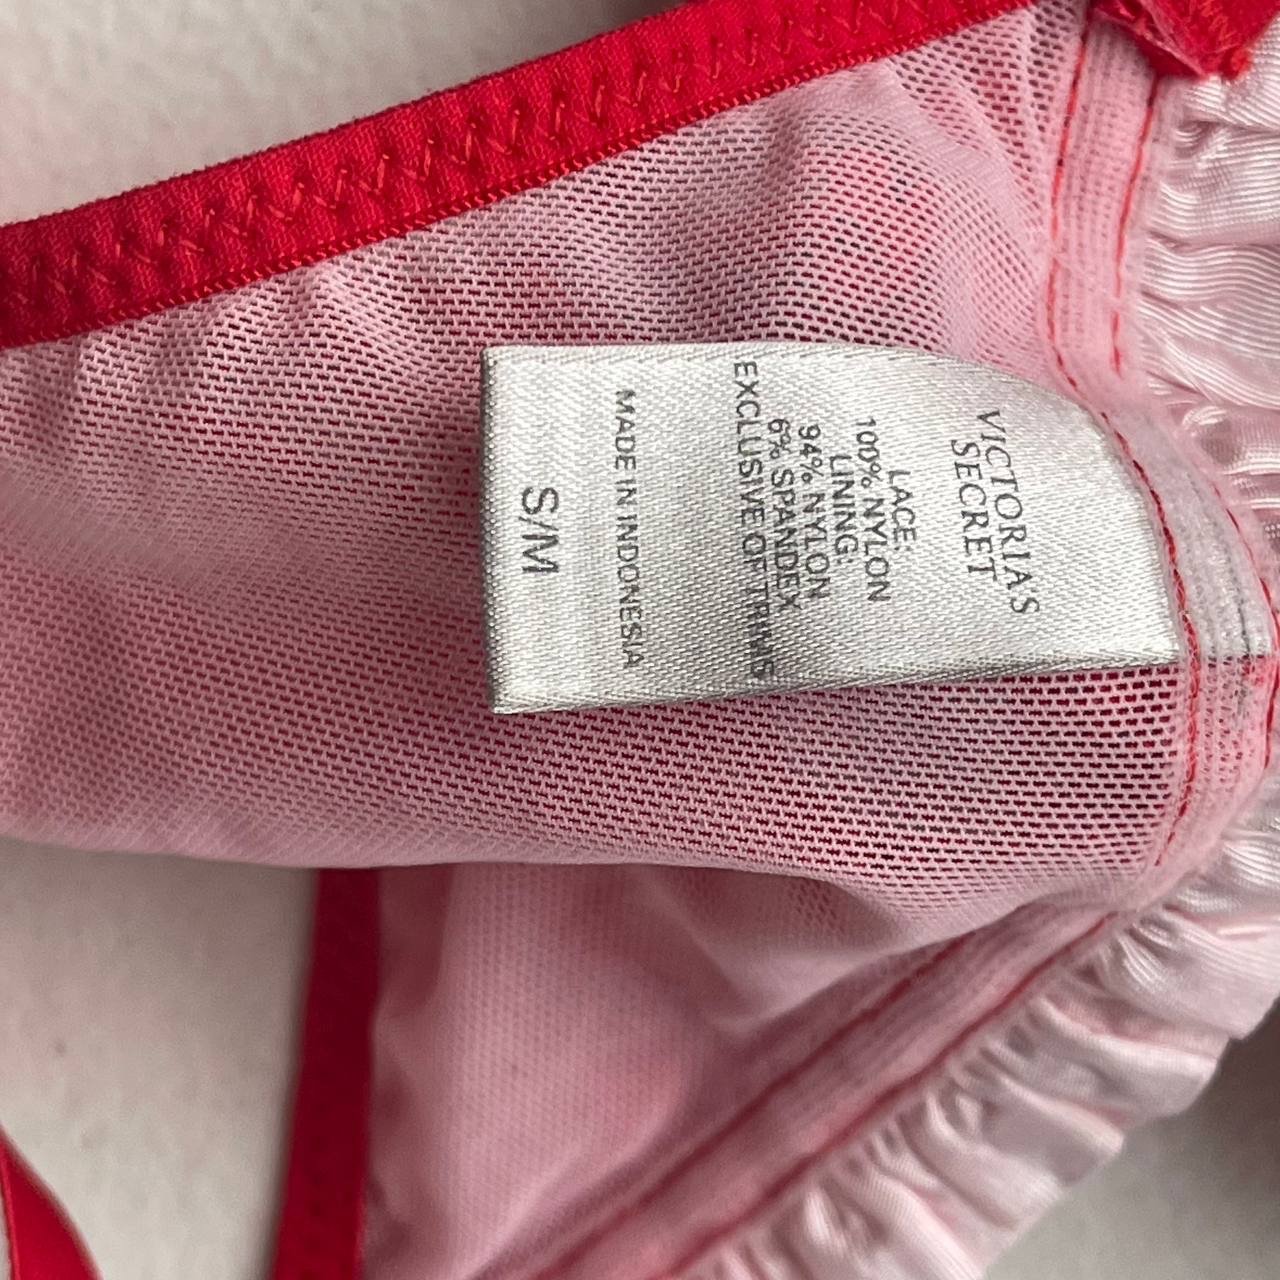 VICTORIA'S
SECRET
LACE:
100% NYLON
LINING:
94% NYLON
6% SPANDEX
EXCLUSIVE OF TRIMS
MADE IN INDONESIA
S/M